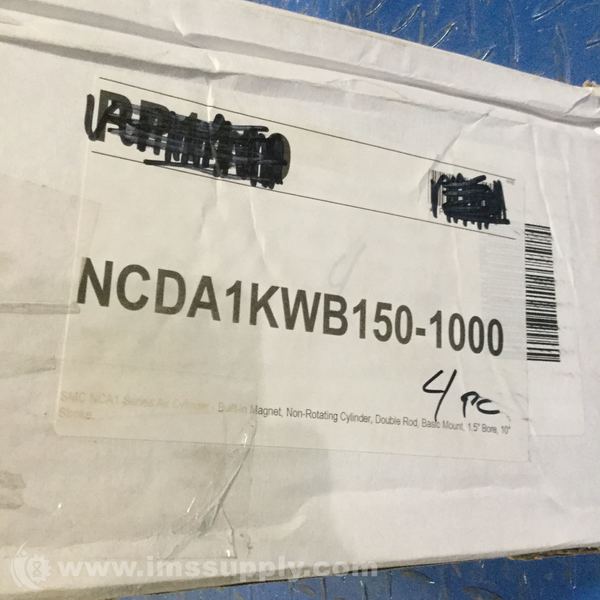 NCDA1KWB150-1000
4 PC
SMC NCA1 Series Air Cylinder - Built-in Magnet, Non-Rotating Cylinder, Double Rod, Basic Mount, 1.5" Bore, 10"
Stroke
www.imssupply.com